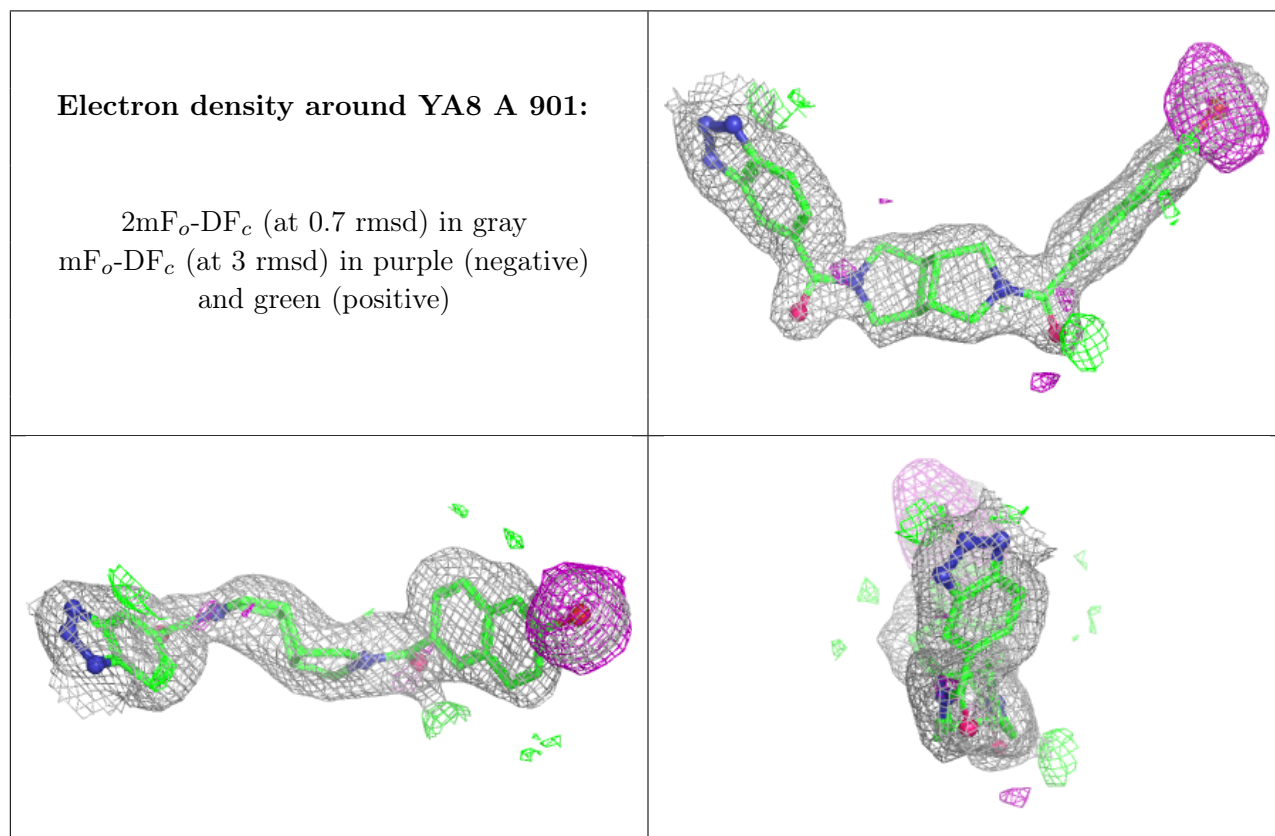 Electron density around YA8 A 901:
2mFo-DFc (at 0.7 rmsd) in gray
mFo-DFc (at 3 rmsd) in purple (negative)
and green (positive)